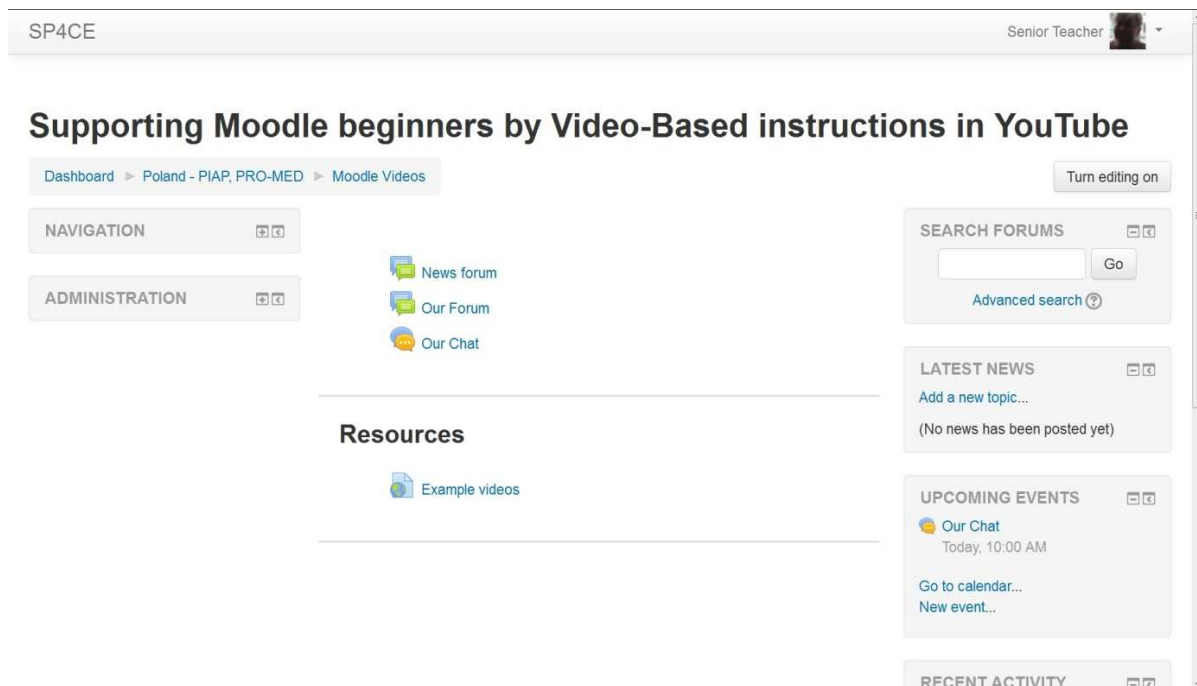 SP4CE
Senior Teacher
Supporting Moodle beginners by Video-Based instructions in YouTube
Dashboard ► Poland - PIAP, PRO-MED ► Moodle Videos
Turn editing on
NAVIGATION
ADMINISTRATION
News forum
Our Forum
Our Chat
Resources
Example videos
SEARCH FORUMS
Go
Advanced search ?
LATEST NEWS
Add a new topic...
(No news has been posted yet)
UPCOMING EVENTS
Our Chat
Today, 10:00 AM
Go to calendar...
New event...
RECENT ACTIVITY